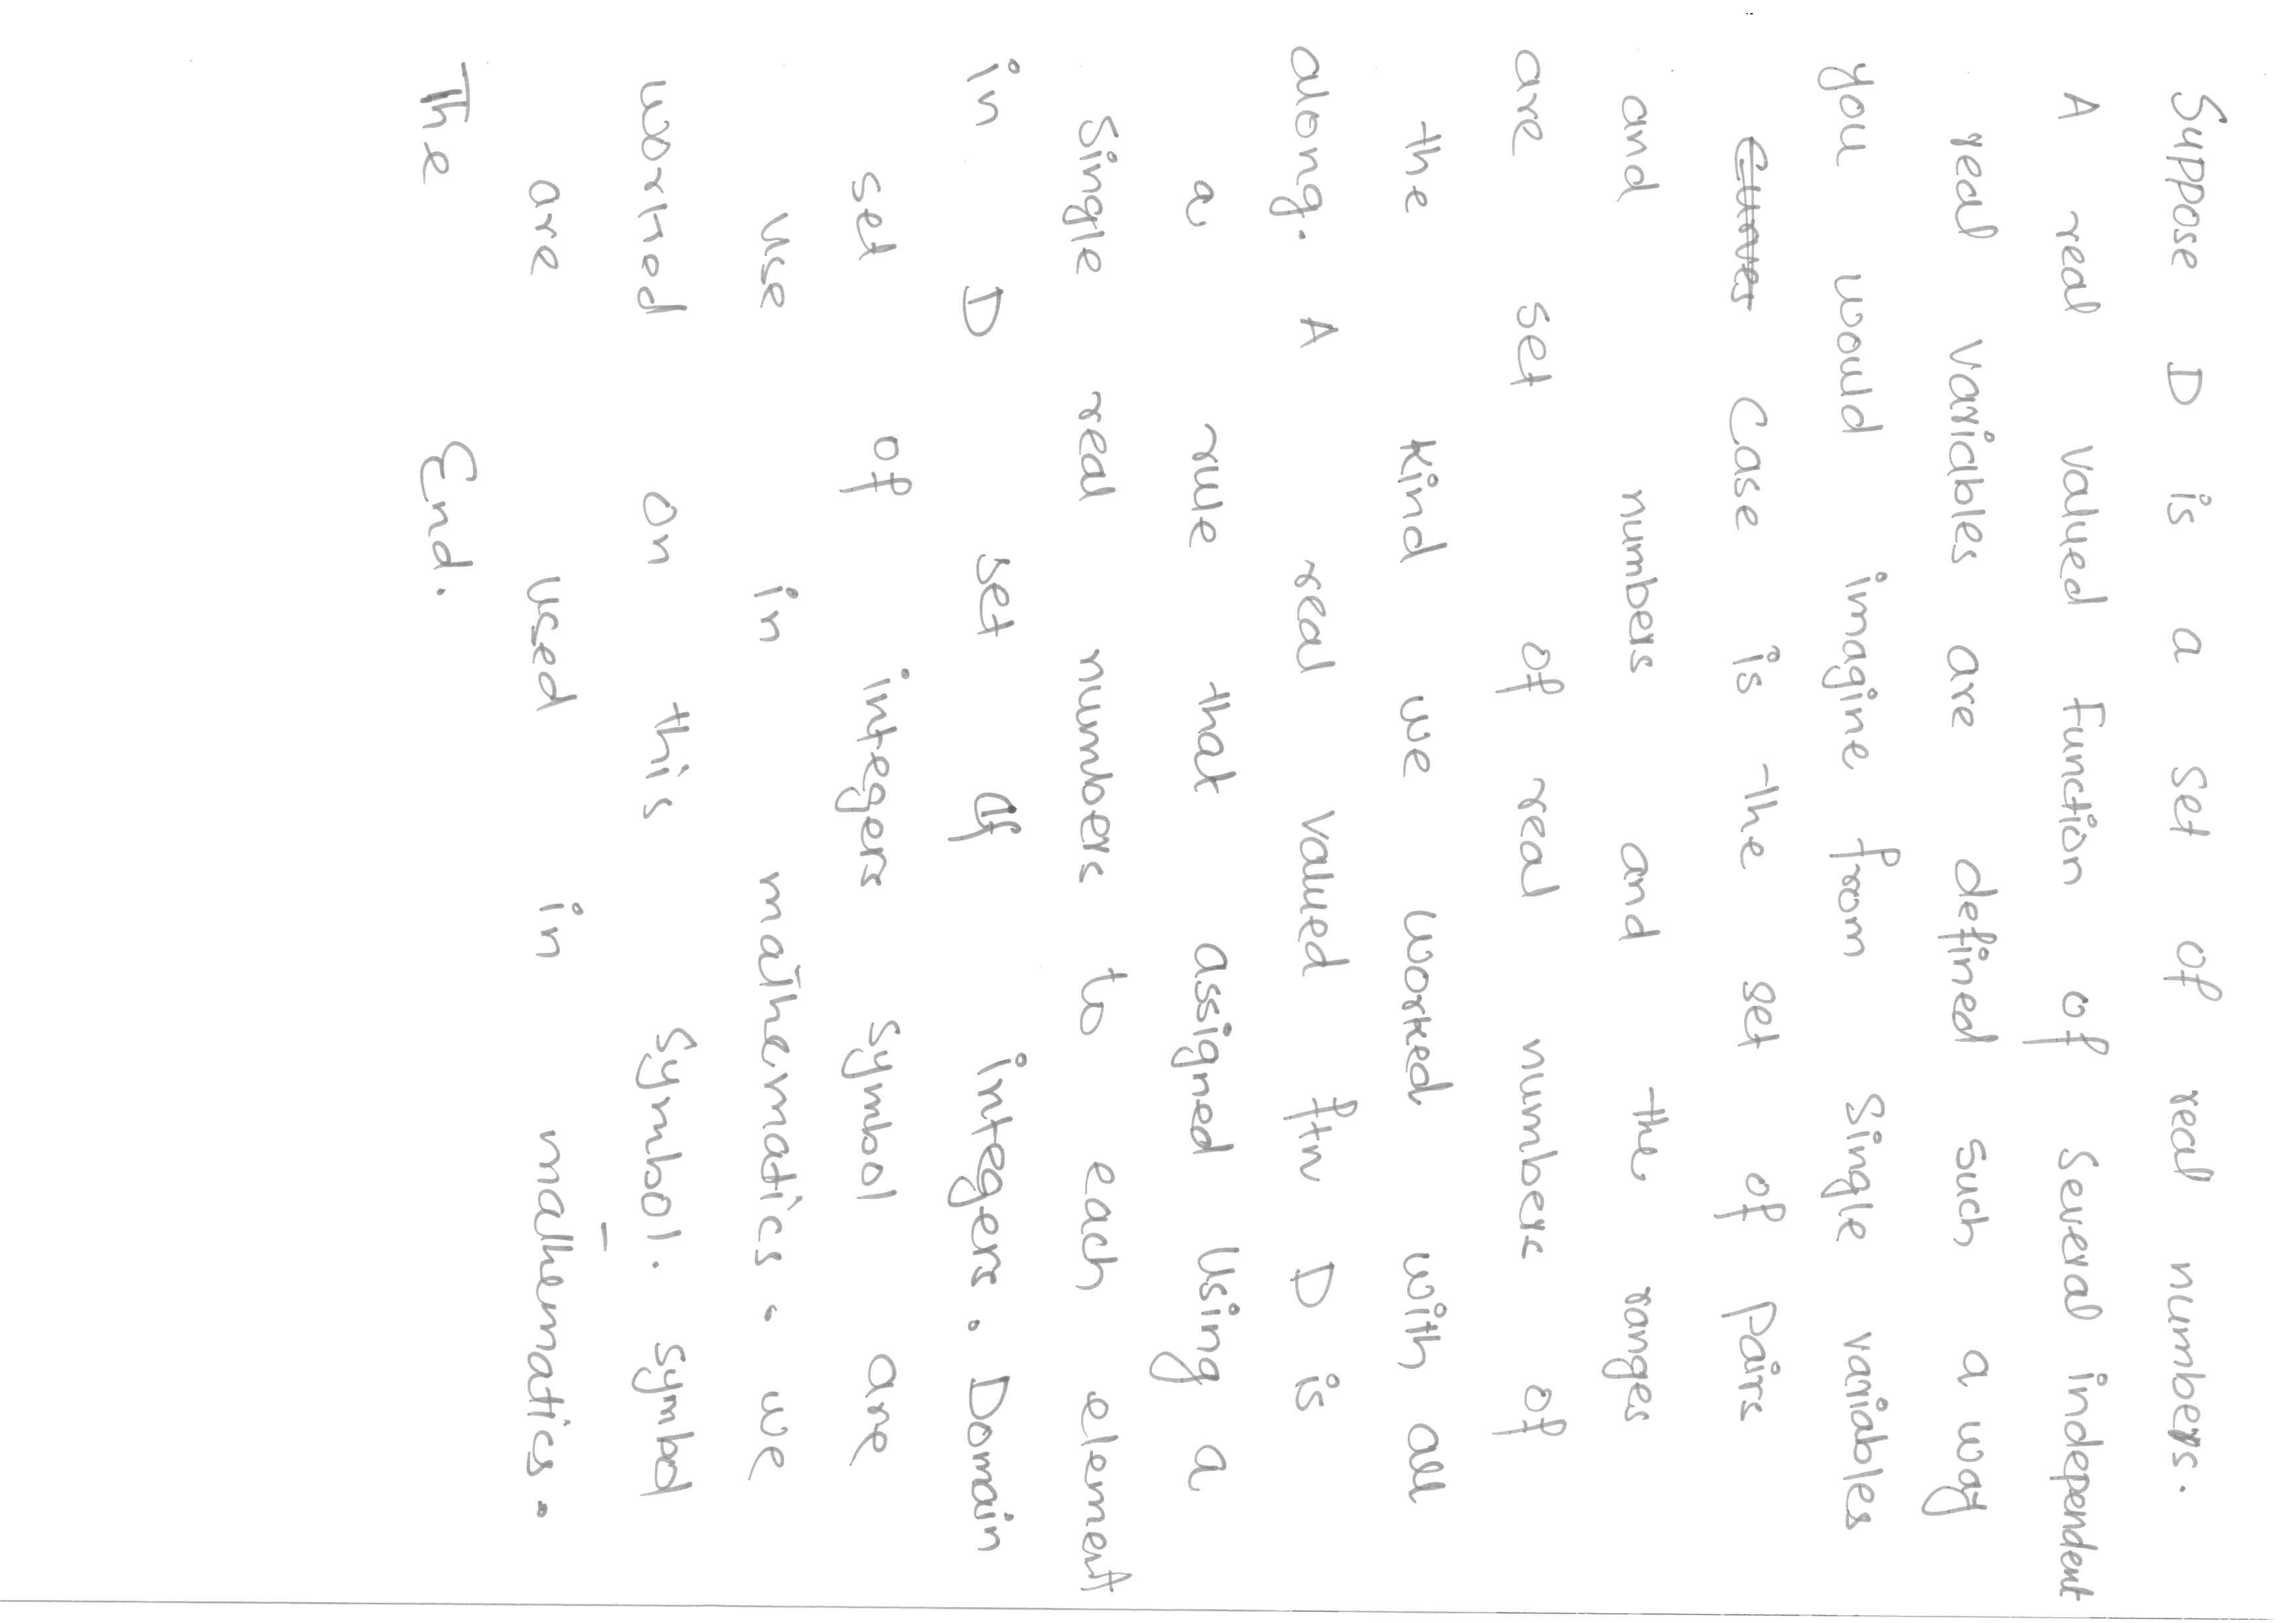 Suppose D is a set of real numbers.
A real valued Function of Several independent
real variables are defined such a way
you would imagine from Single variables
~~Curves~~ Case is the set of pairs
and numbers and the ranges
are set of real numbers of
the kind we worked with all
along. A real valued ftn D is
a rule that assigned Using a
Single real numbers to each element
in D set of integers. Domain
set of integers symbol are
use in mathematics. we
worked on this Symbol. symbol
are used in mathematics.
The End.